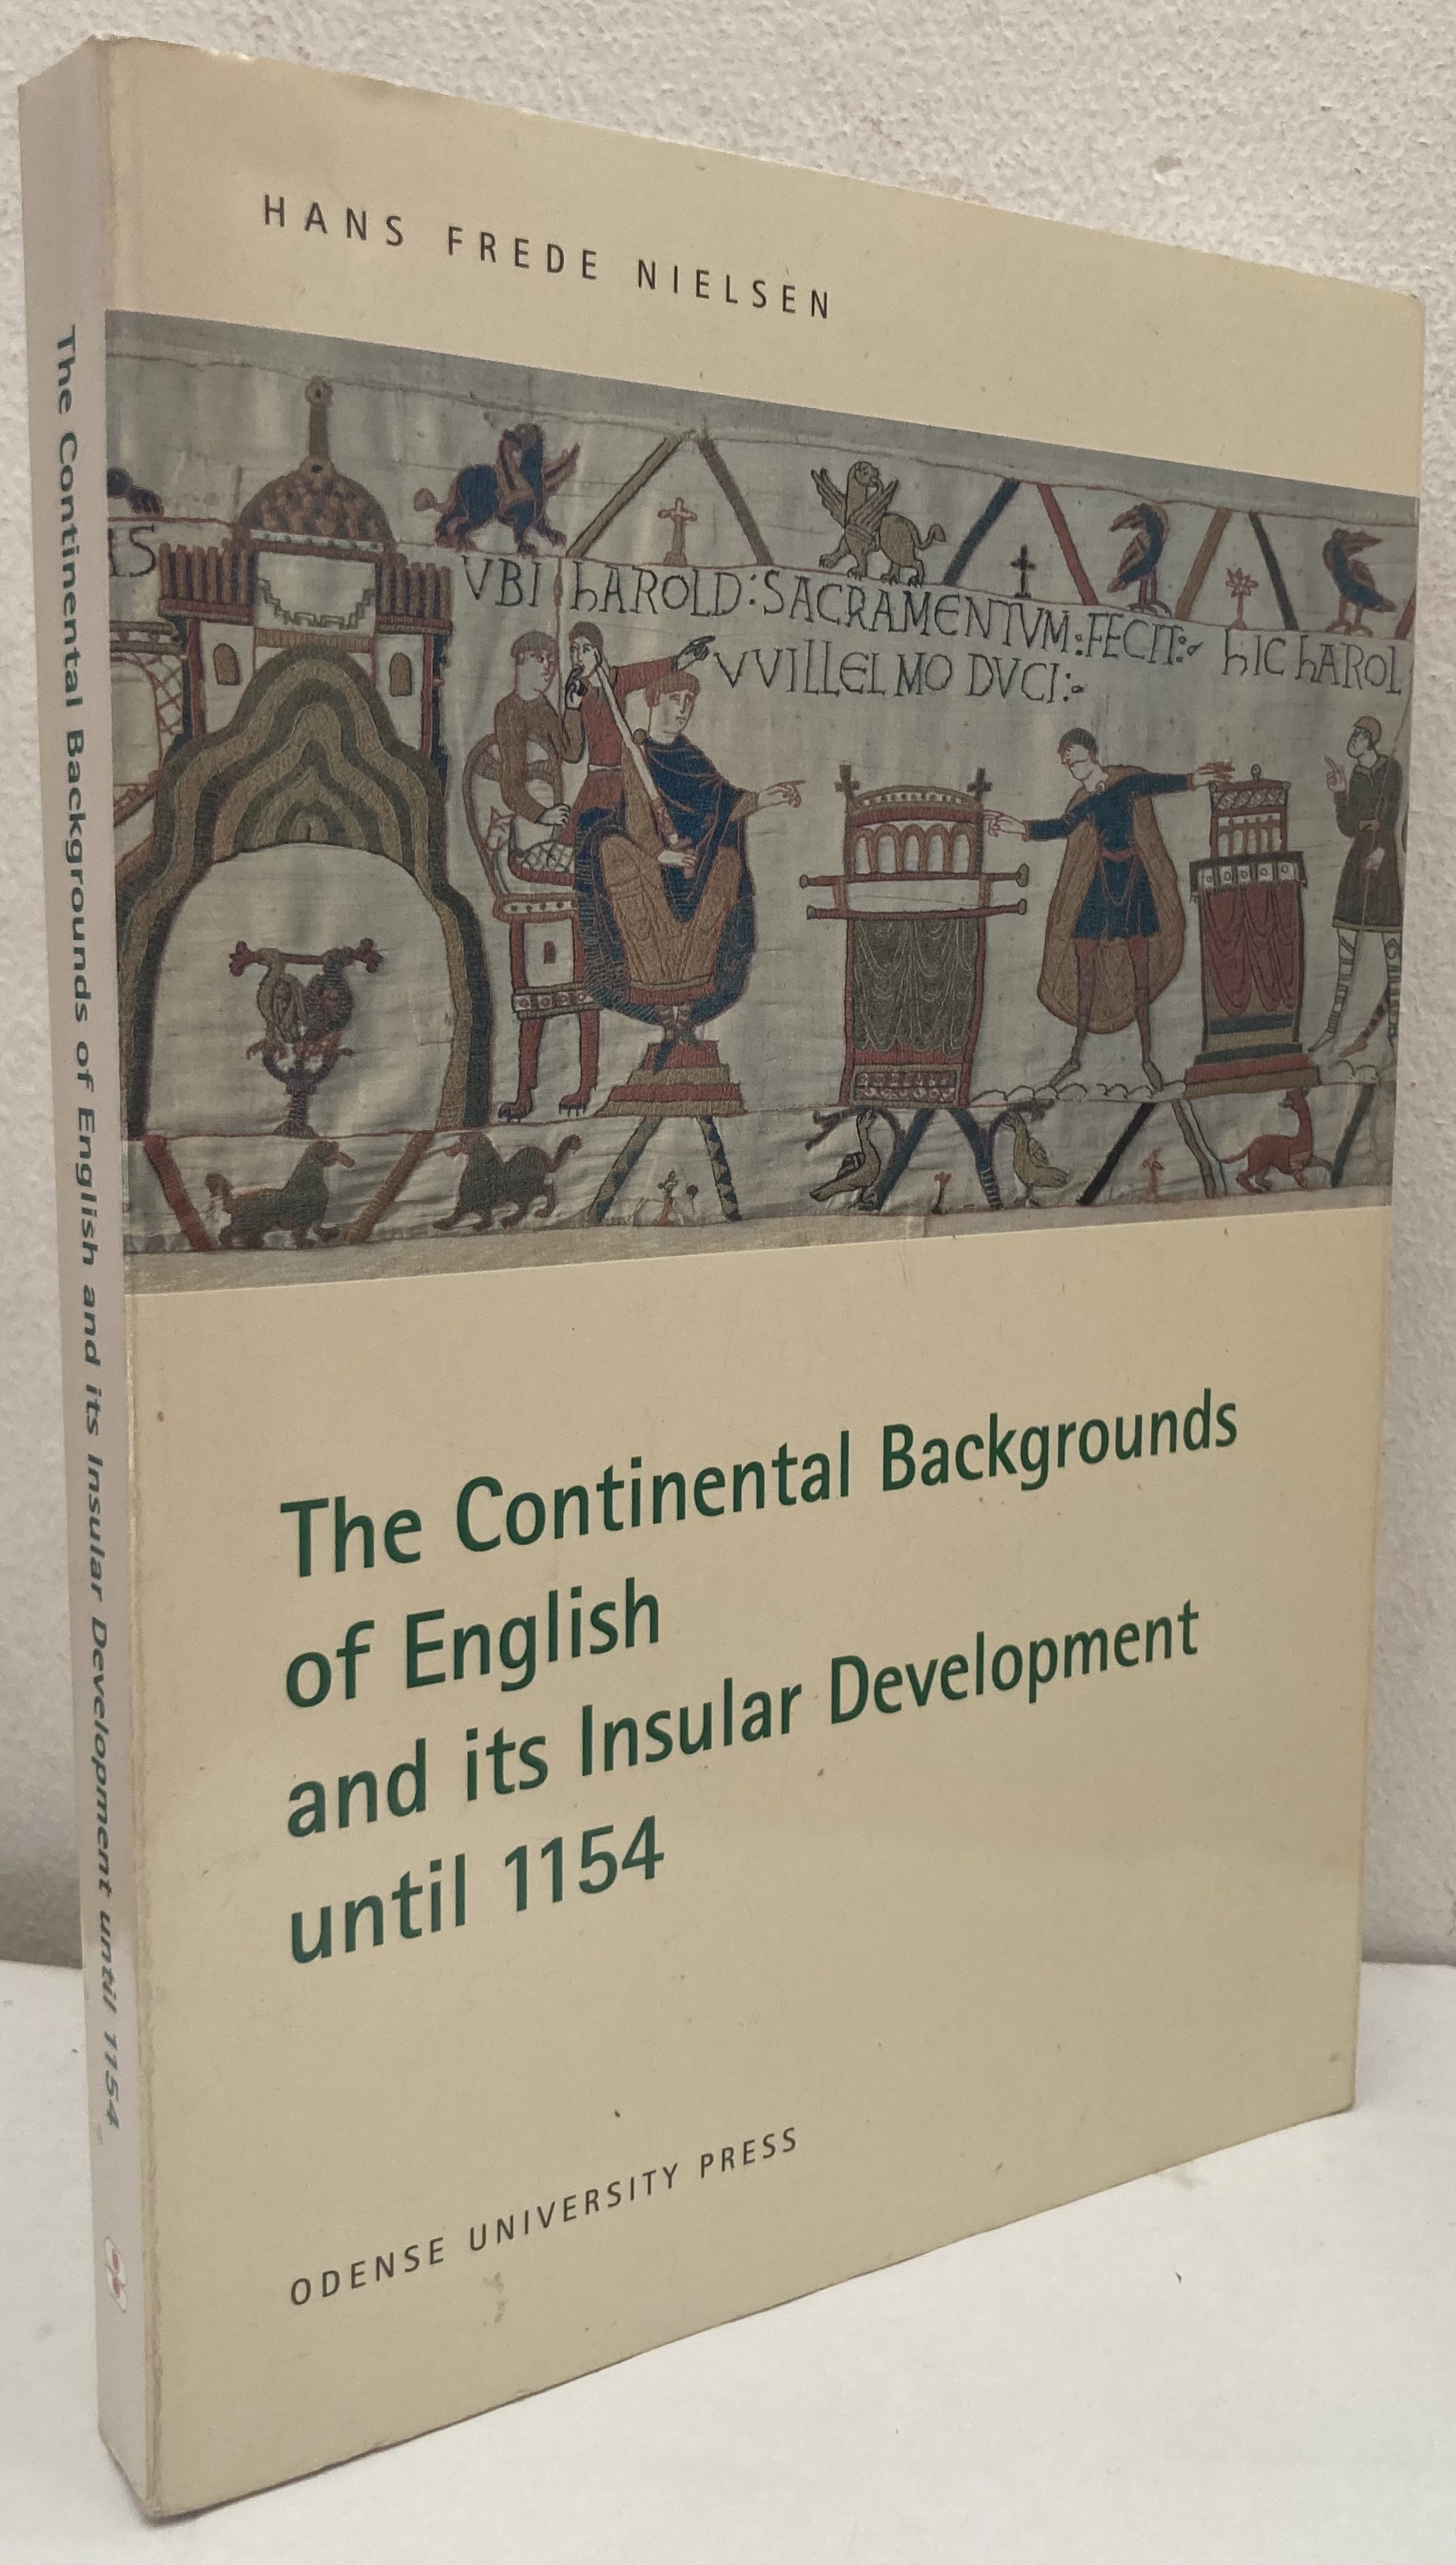 HANS FREDE NIELSEN
VBI hAROLD:SACRAMENTVM:FECIT: hIC hAROL
VVILLELMO DVCI:
The Continental Backgrounds
of English
and its Insular Development
until 1154
ODENSE UNIVERSITY PRESS
The Continental Backgrounds of English and its Insular Development until 1154